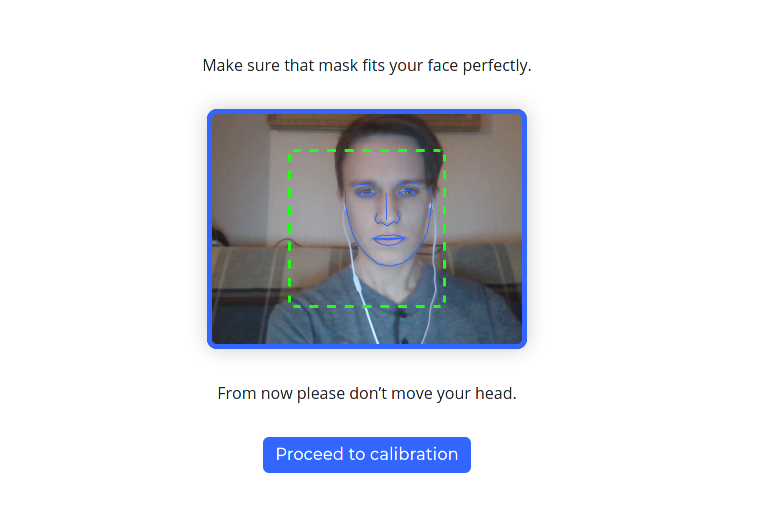 Make sure that mask fits your face perfectly.
From now please don’t move your head.
Proceed to calibration